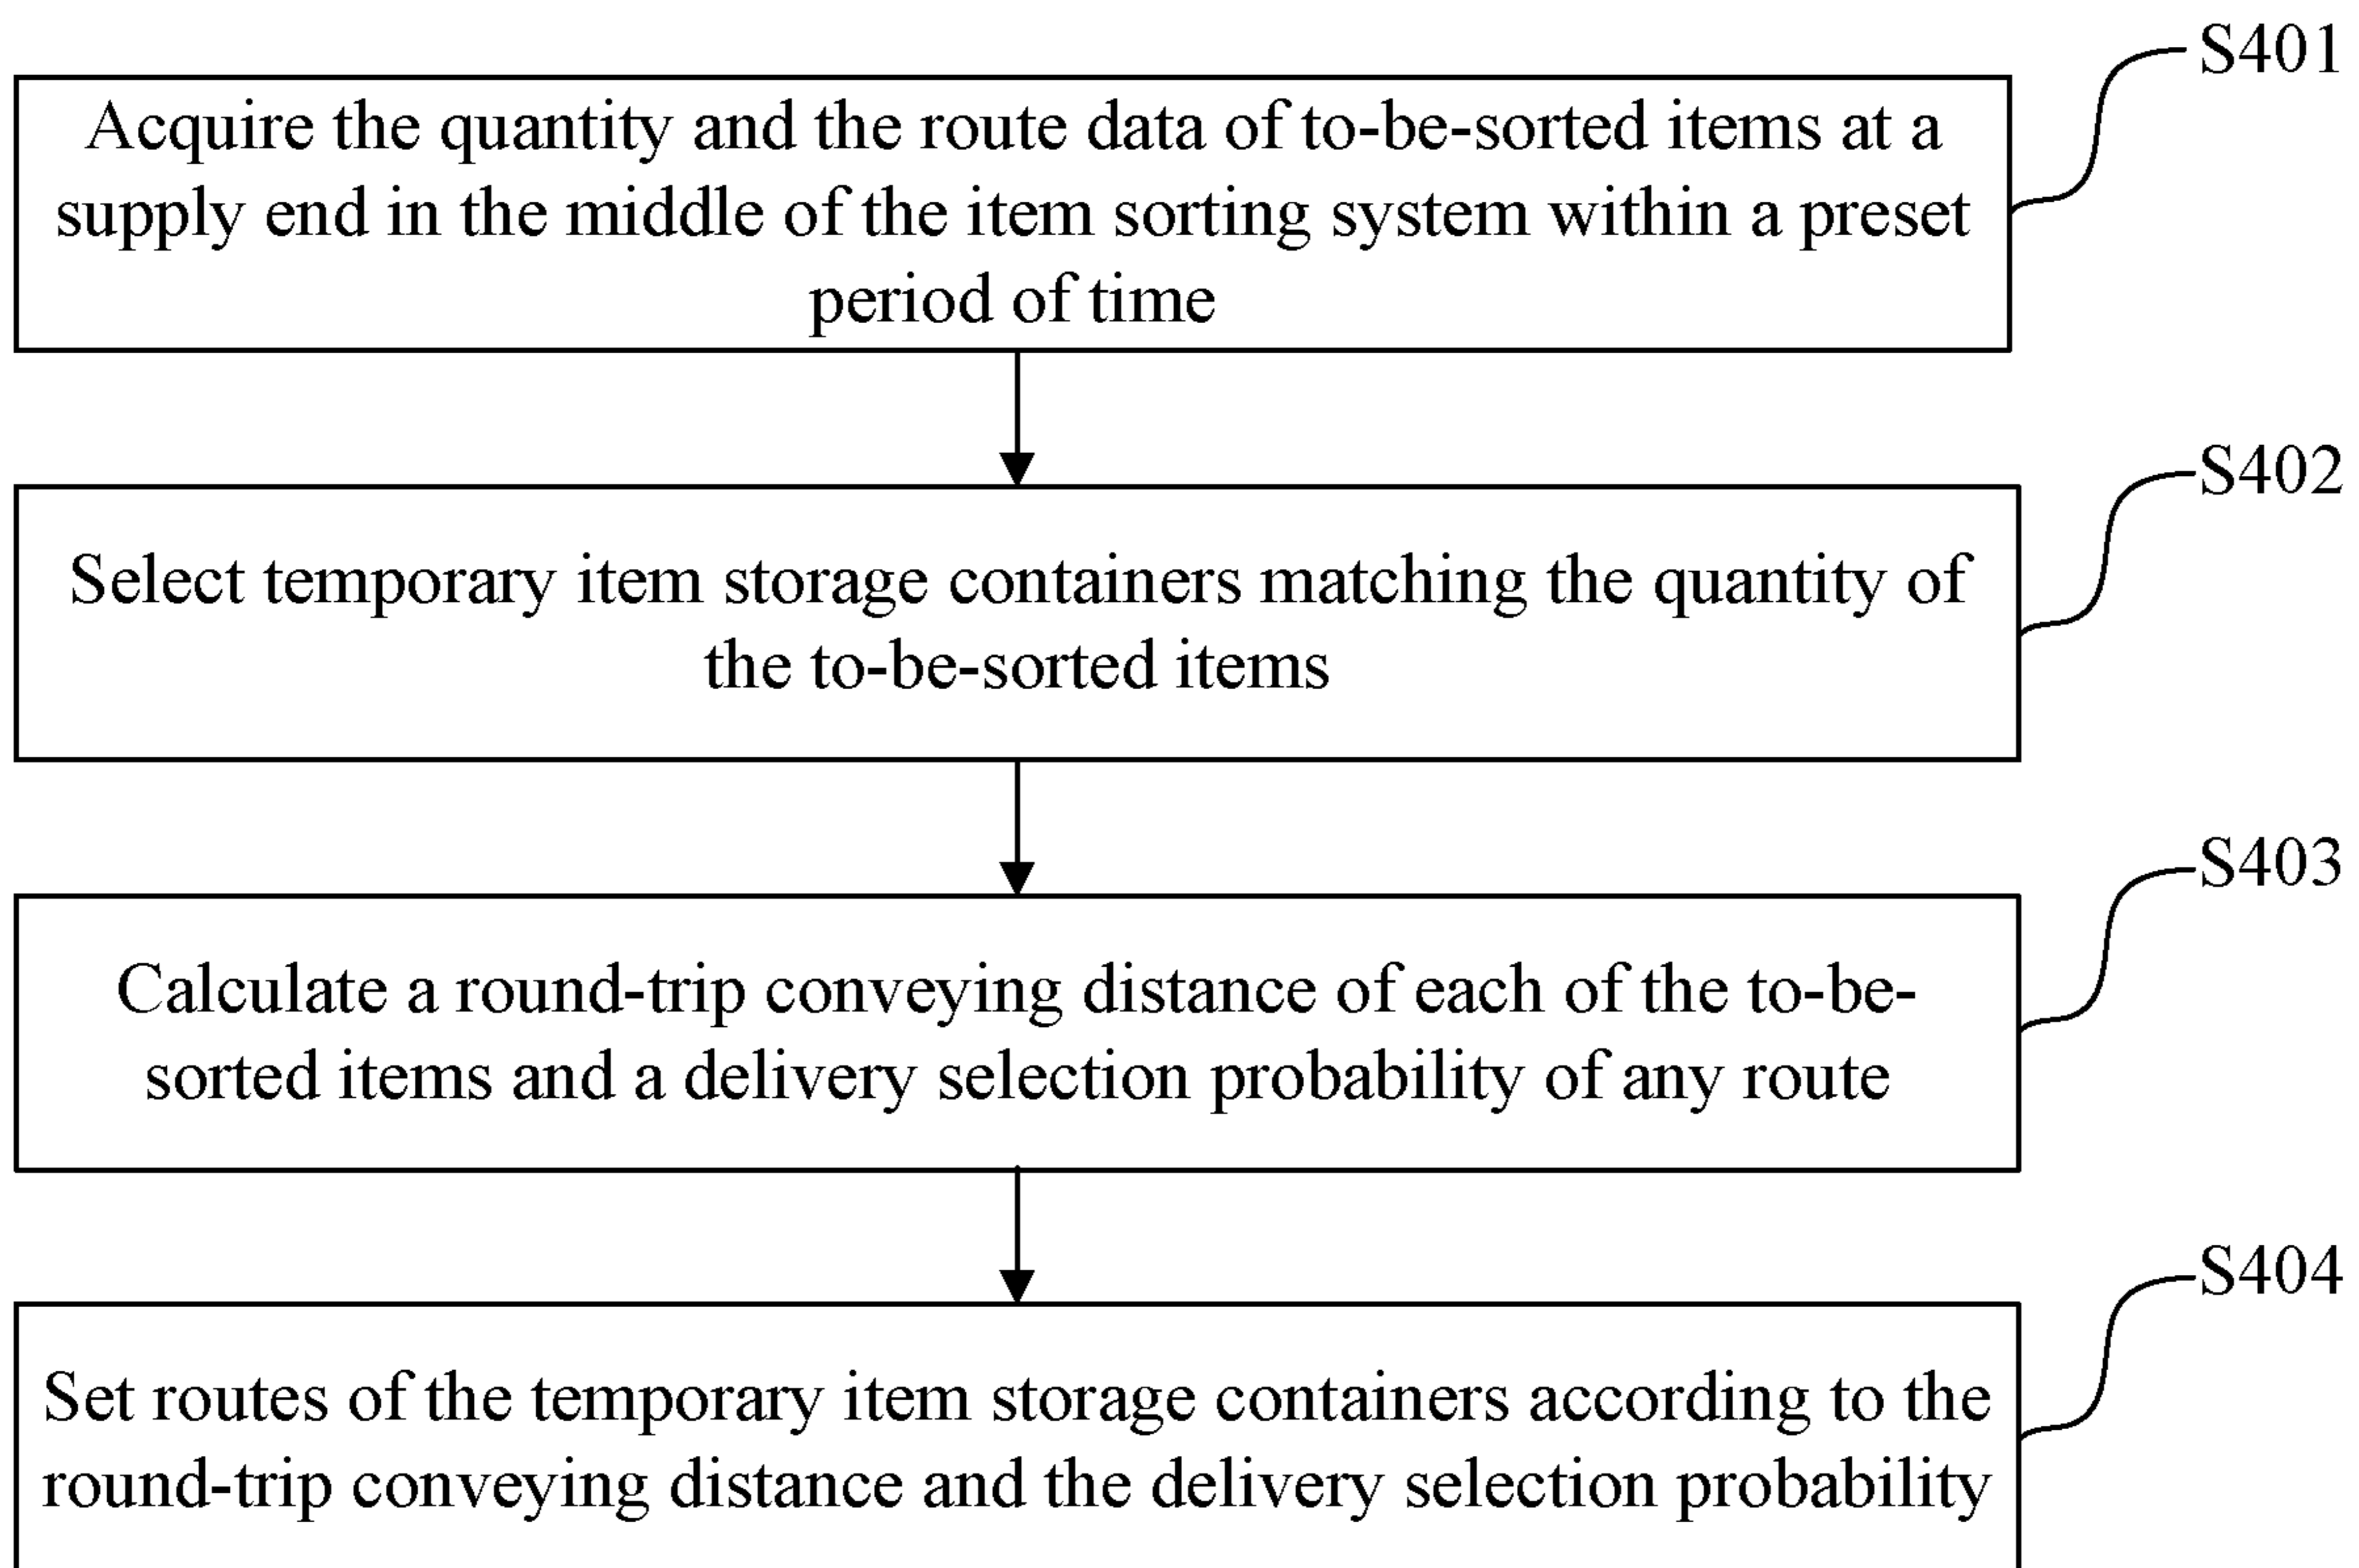 S401
Acquire the quantity and the route data of to-be-sorted items at a
supply end in the middle of the item sorting system within a preset
period of time
S402
Select temporary item storage containers matching the quantity of
the to-be-sorted items
S403
Calculate a round-trip conveying distance of each of the to-be-
sorted items and a delivery selection probability of any route
S404
Set routes of the temporary item storage containers according to the
round-trip conveying distance and the delivery selection probability